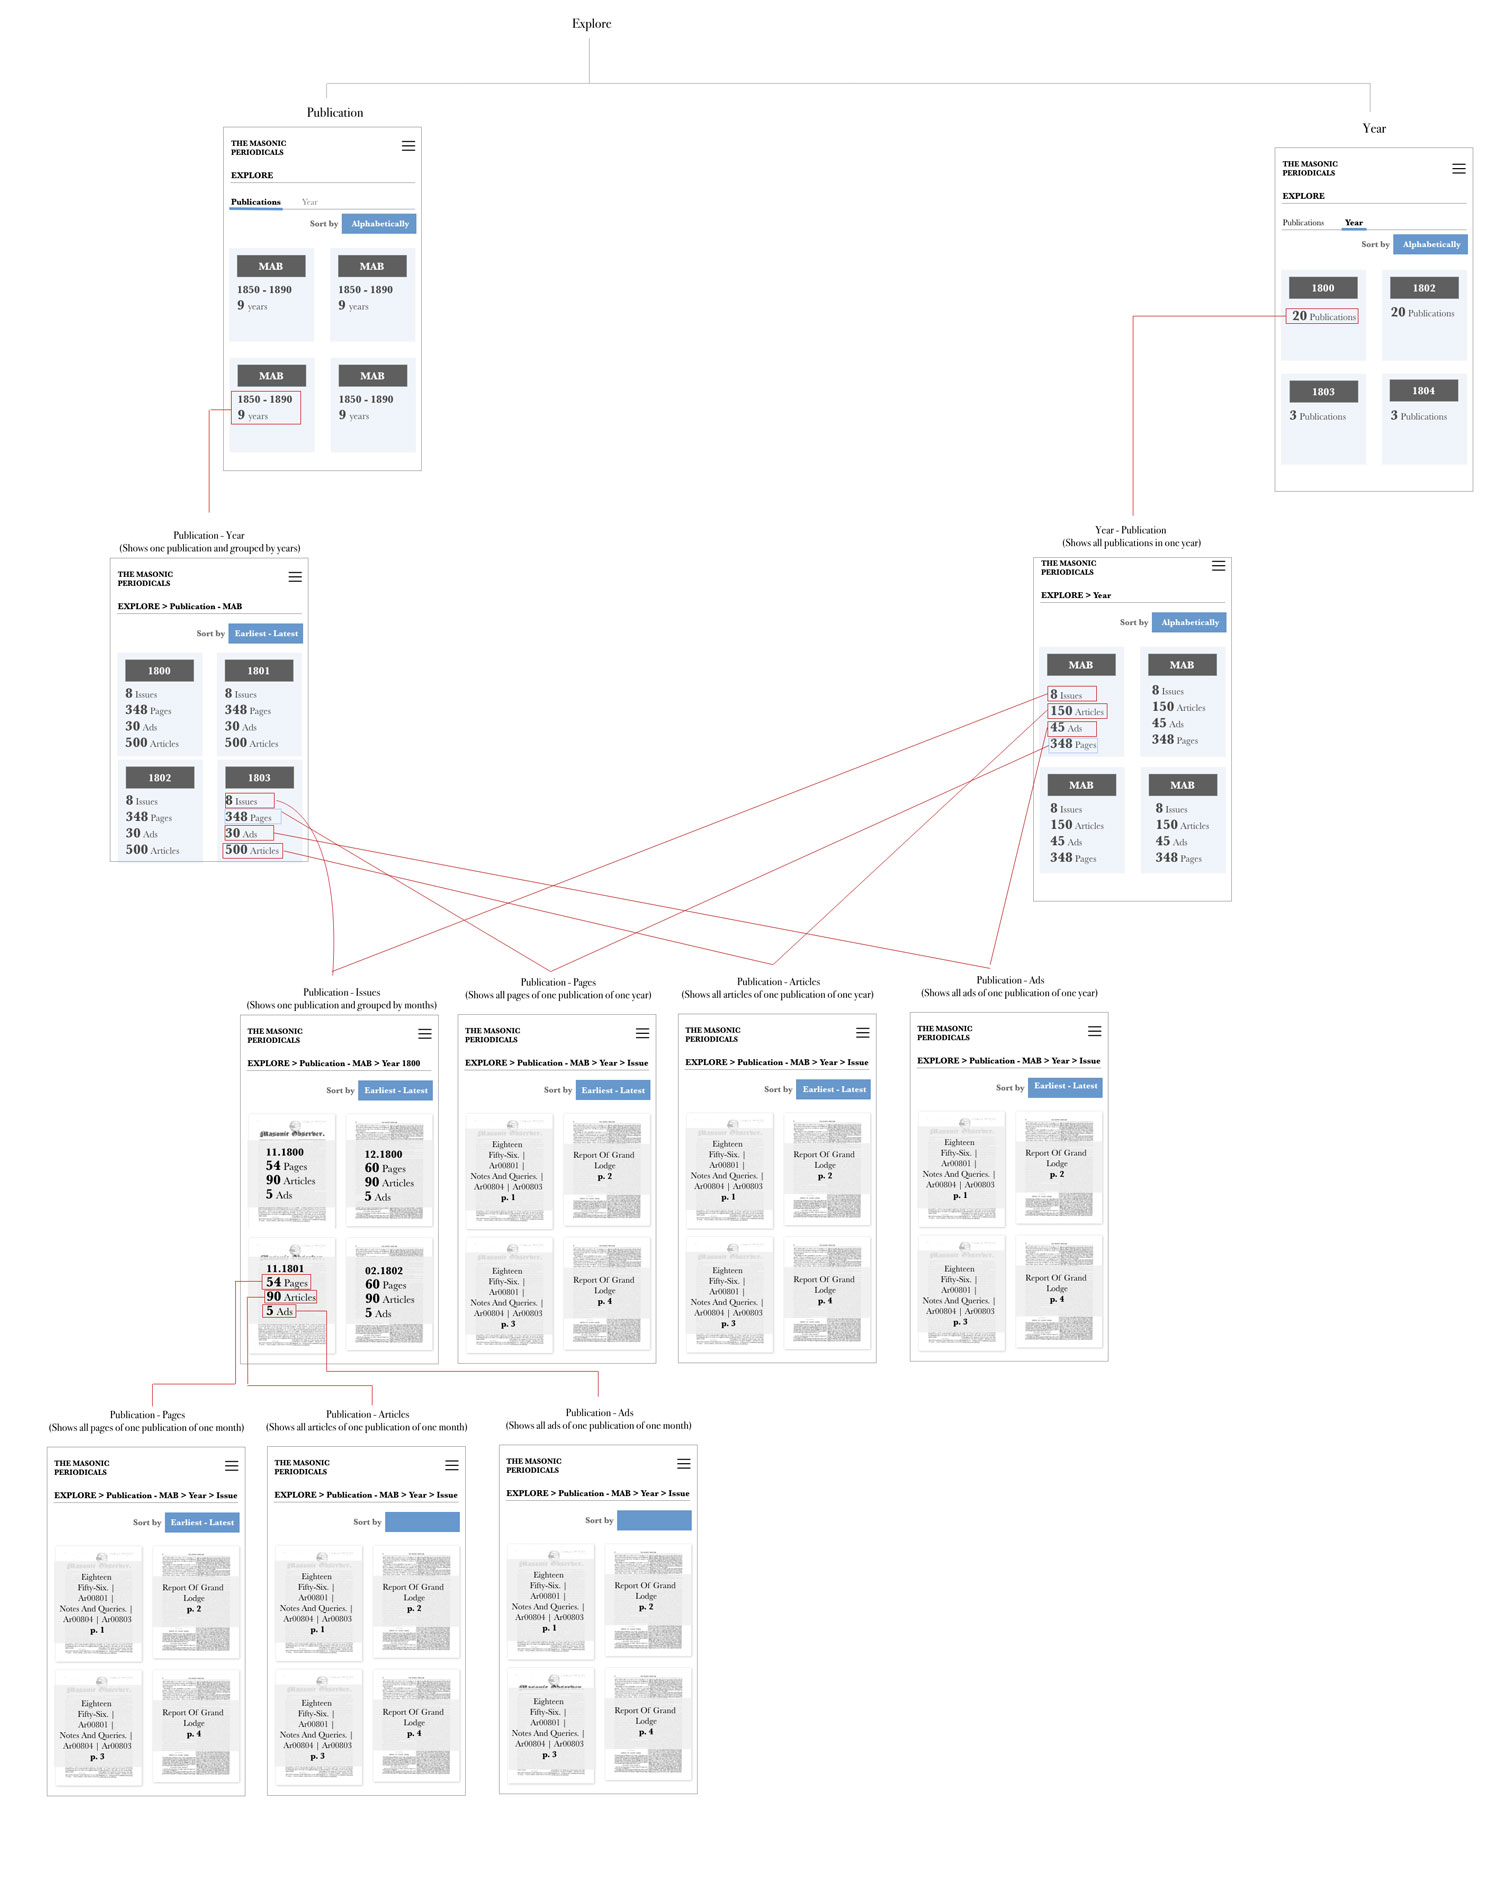 Explore
Publication
THE MASONIC
PERIODICALS
EXPLORE
Publications Year
Sort by Alphabetically
MAB MAB
1850 - 1890 1850 - 1890
9 years 9 years
MAB MAB
1850 - 1890 1850 - 1890
9 years 9 years
Year
THE MASONIC
PERIODICALS
EXPLORE
Publications Year
Sort by Alphabetically
1800 1802
20 Publications 20 Publications
1803 1804
3 Publications 3 Publications
Publication - Year
(Shows one publication and grouped by years)
THE MASONIC
PERIODICALS
EXPLORE > Publication - MAB
Sort by Earliest - Latest
1800 1801
8 Issues 8 Issues
348 Pages 348 Pages
30 Ads 30 Ads
500 Articles 500 Articles
1802 1803
8 Issues 8 Issues
348 Pages 348 Pages
30 Ads 30 Ads
500 Articles 500 Articles
Year - Publication
(Shows all publications in one year)
THE MASONIC
PERIODICALS
EXPLORE > Year
Sort by Alphabetically
MAB MAB
8 Issues 8 Issues
150 Articles 150 Articles
45 Ads 45 Ads
348 Pages 348 Pages
MAB MAB
8 Issues 8 Issues
150 Articles 150 Articles
45 Ads 45 Ads
348 Pages 348 Pages
Publication - Issues
(Shows one publication and grouped by months)
THE MASONIC
PERIODICALS
EXPLORE > Publication - MAB > Year 1800
Sort by Earliest - Latest
Masonic Observer.
11.1800 12.1800
54 Pages 60 Pages
90 Articles 90 Articles
5 Ads 5 Ads
11.1801 02.1802
54 Pages 60 Pages
90 Articles 90 Articles
5 Ads 5 Ads
Publication - Pages
(Shows all pages of one publication of one year)
THE MASONIC
PERIODICALS
EXPLORE > Publication - MAB > Year > Issue
Sort by Earliest - Latest
Masonic Observer.
Eighteen
Fifty-Six. |
Ar00801 |
Notes And Queries. |
Ar00804 | Ar00803
p. 1
Report Of Grand
Lodge
p. 2
Masonic Observer.
Eighteen
Fifty-Six. |
Ar00801 |
Notes And Queries. |
Ar00804 | Ar00803
p. 3
Report Of Grand
Lodge
p. 4
Publication - Articles
(Shows all articles of one publication of one year)
THE MASONIC
PERIODICALS
EXPLORE > Publication - MAB > Year > Issue
Sort by Earliest - Latest
Masonic Observer.
Eighteen
Fifty-Six. |
Ar00801 |
Notes And Queries. |
Ar00804 | Ar00803
p. 1
Report Of Grand
Lodge
p. 2
Masonic Observer.
Eighteen
Fifty-Six. |
Ar00801 |
Notes And Queries. |
Ar00804 | Ar00803
p. 3
Report Of Grand
Lodge
p. 4
Publication - Ads
(Shows all ads of one publication of one year)
THE MASONIC
PERIODICALS
EXPLORE > Publication - MAB > Year > Issue
Sort by Earliest - Latest
Masonic Observer.
Eighteen
Fifty-Six. |
Ar00801 |
Notes And Queries. |
Ar00804 | Ar00803
p. 1
Report Of Grand
Lodge
p. 2
Masonic Observer.
Eighteen
Fifty-Six. |
Ar00801 |
Notes And Queries. |
Ar00804 | Ar00803
p. 3
Report Of Grand
Lodge
p. 4
Publication - Pages
(Shows all pages of one publication of one month)
THE MASONIC
PERIODICALS
EXPLORE > Publication - MAB > Year > Issue
Sort by Earliest - Latest
Masonic Observer.
Eighteen
Fifty-Six. |
Ar00801 |
Notes And Queries. |
Ar00804 | Ar00803
p. 1
Report Of Grand
Lodge
p. 2
Masonic Observer.
Eighteen
Fifty-Six. |
Ar00801 |
Notes And Queries. |
Ar00804 | Ar00803
p. 3
Report Of Grand
Lodge
p. 4
Publication - Articles
(Shows all articles of one publication of one month)
THE MASONIC
PERIODICALS
EXPLORE > Publication - MAB > Year > Issue
Sort by
Masonic Observer.
Eighteen
Fifty-Six. |
Ar00801 |
Notes And Queries. |
Ar00804 | Ar00803
p. 1
Report Of Grand
Lodge
p. 2
Masonic Observer.
Eighteen
Fifty-Six. |
Ar00801 |
Notes And Queries. |
Ar00804 | Ar00803
p. 3
Report Of Grand
Lodge
p. 4
Publication - Ads
(Shows all ads of one publication of one month)
THE MASONIC
PERIODICALS
EXPLORE > Publication - MAB > Year > Issue
Sort by
Masonic Observer.
Eighteen
Fifty-Six. |
Ar00801 |
Notes And Queries. |
Ar00804 | Ar00803
p. 1
Report Of Grand
Lodge
p. 2
Eighteen
Fifty-Six. |
Ar00801 |
Notes And Queries. |
Ar00804 | Ar00803
p. 3
Report Of Grand
Lodge
p. 4